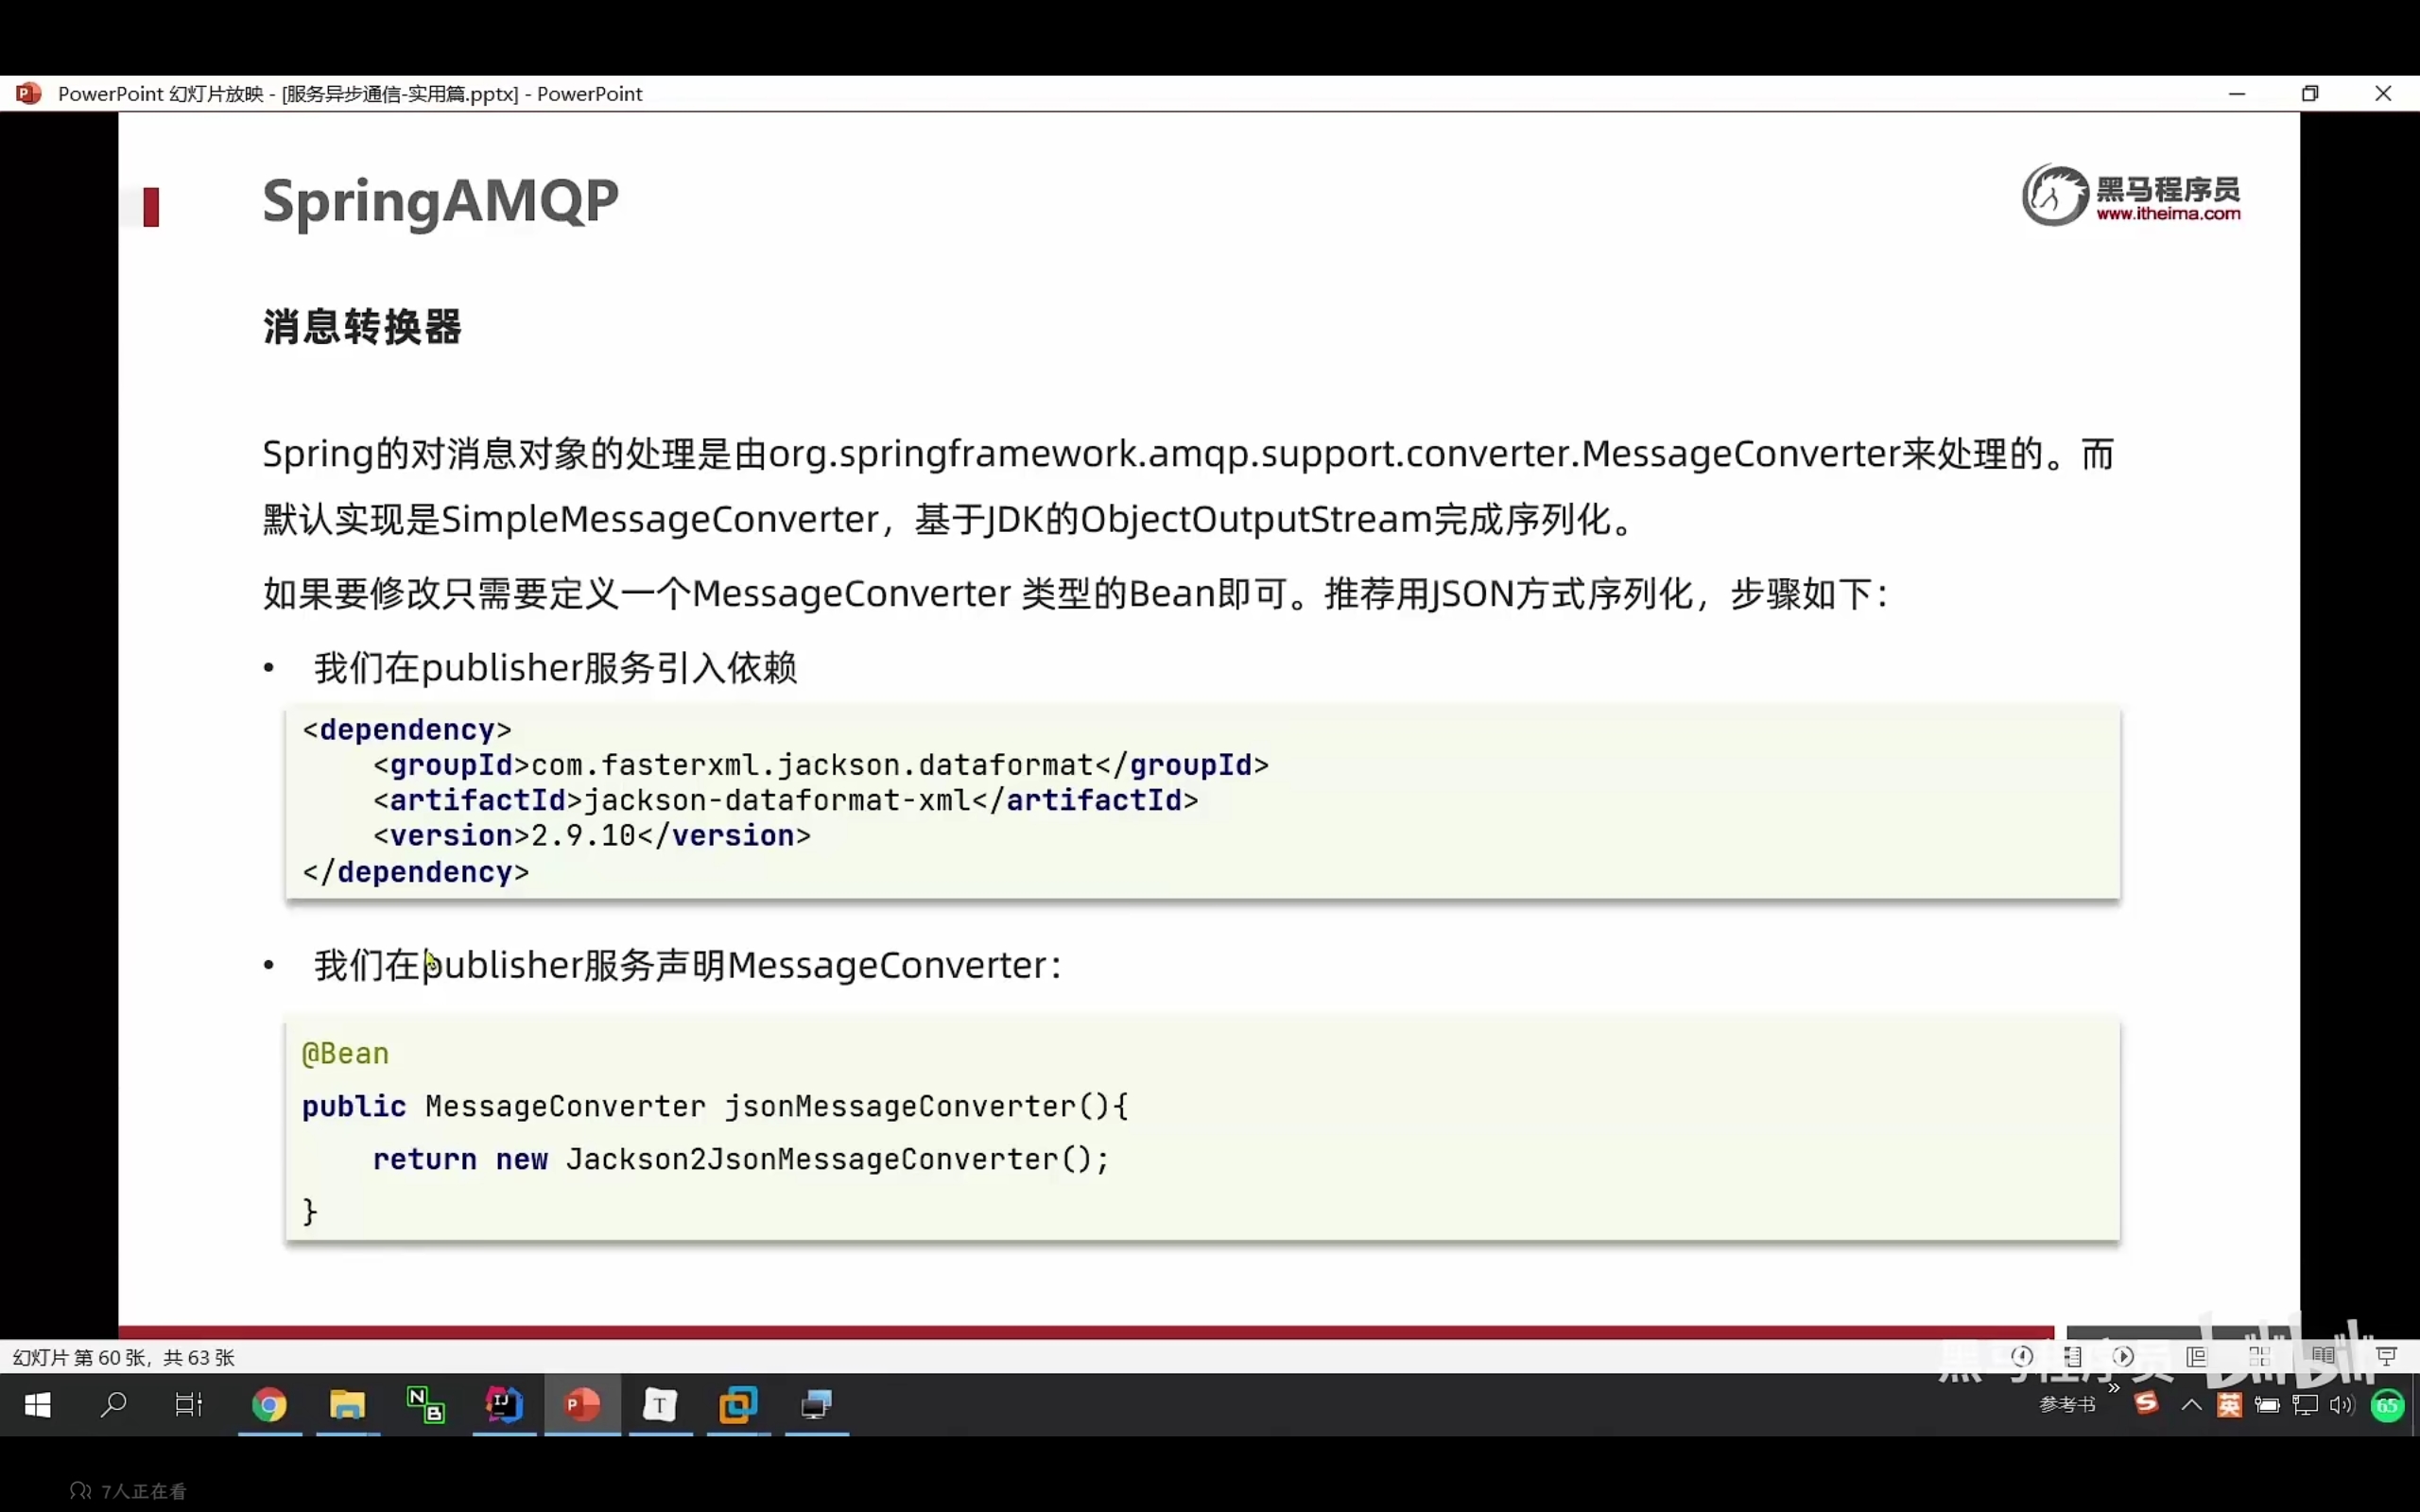 PowerPoint 幻灯片放映 - [服务异步通信-实用篇.pptx] - PowerPoint
SpringAMQP
黑马程序员
www.itheima.com
消息转换器
Spring的对消息对象的处理是由org.springframework.amqp.support.converter.MessageConverter来处理的。而
默认实现是SimpleMessageConverter，基于JDK的ObjectOutputStream完成序列化。
如果要修改只需要定义一个MessageConverter 类型的Bean即可。推荐用JSON方式序列化，步骤如下：
• 我们在publisher服务引入依赖
<dependency>
    <groupId>com.fasterxml.jackson.dataformat</groupId>
    <artifactId>jackson-dataformat-xml</artifactId>
    <version>2.9.10</version>
</dependency>
• 我们在publisher服务声明MessageConverter：
@Bean
public MessageConverter jsonMessageConverter(){
    return new Jackson2JsonMessageConverter();
}
幻灯片 第 60 张，共 63 张
黑马程序员 bilibili
参考书
英
65
7人正在看